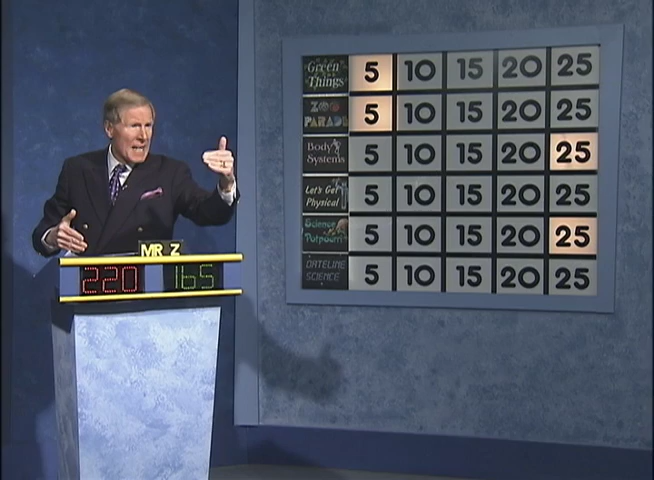 Green Things 5 10 15 20 25
ZOO PARADE 5 10 15 20 25
Body Systems 5 10 15 20 25
Let's Get Physical 5 10 15 20 25
Science Potpourri 5 10 15 20 25
DATELINE SCIENCE 5 10 15 20 25
MR Z
220 165